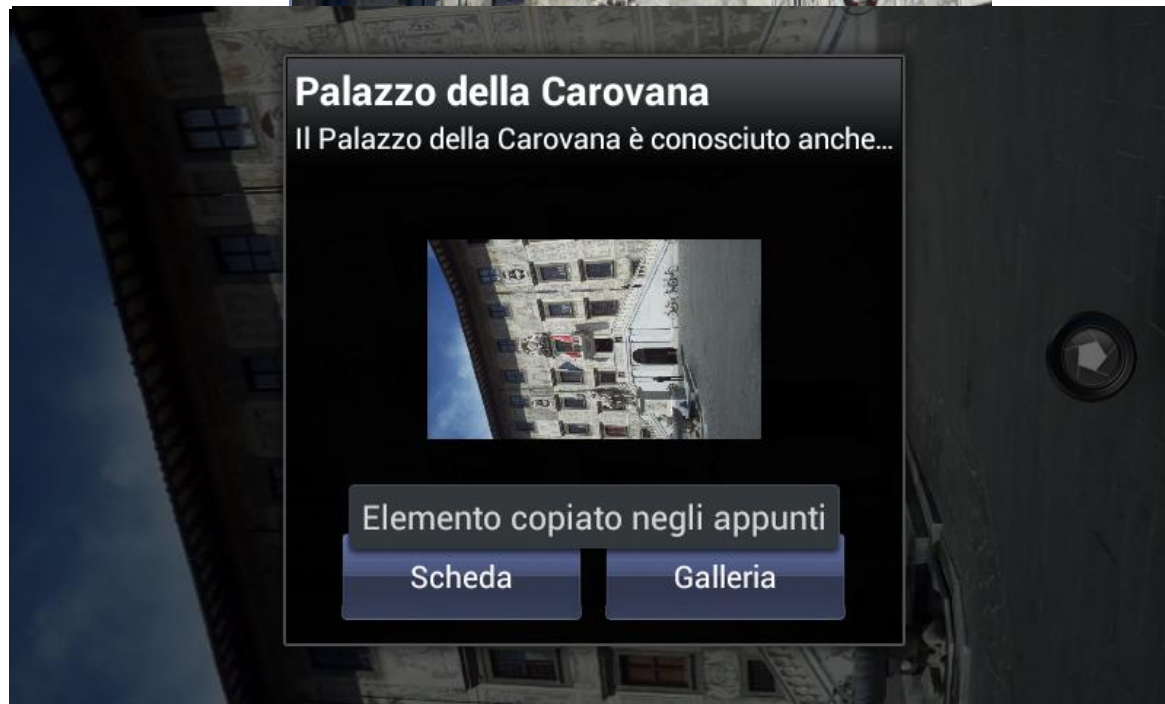 Palazzo della Carovana
Il Palazzo della Carovana è conosciuto anche...
Elemento copiato negli appunti
Scheda
Galleria